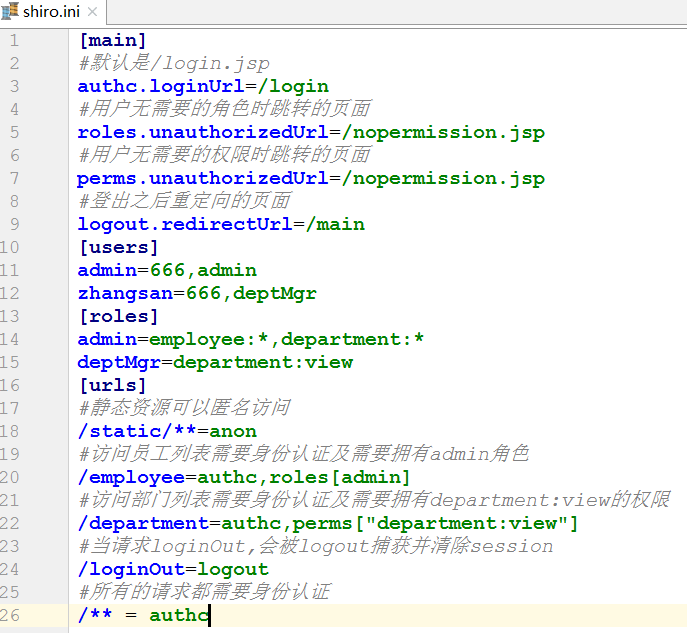 shiro.ini
1 [main]
2 #默认是/login.jsp
3 authc.loginUrl=/login
4 #用户无需要的角色时跳转的页面
5 roles.unauthorizedUrl=/nopermission.jsp
6 #用户无需要的权限时跳转的页面
7 perms.unauthorizedUrl=/nopermission.jsp
8 #登出之后重定向的页面
9 logout.redirectUrl=/main
10 [users]
11 admin=666,admin
12 zhangsan=666,deptMgr
13 [roles]
14 admin=employee:*,department:*
15 deptMgr=department:view
16 [urls]
17 #静态资源可以匿名访问
18 /static/**=anon
19 #访问员工列表需要身份认证及需要拥有admin角色
20 /employee=authc,roles[admin]
21 #访问部门列表需要身份认证及需要拥有department:view的权限
22 /department=authc,perms["department:view"]
23 #当请求loginOut,会被logout捕获并清除session
24 /loginOut=logout
25 #所有的请求都需要身份认证
26 /** = authc